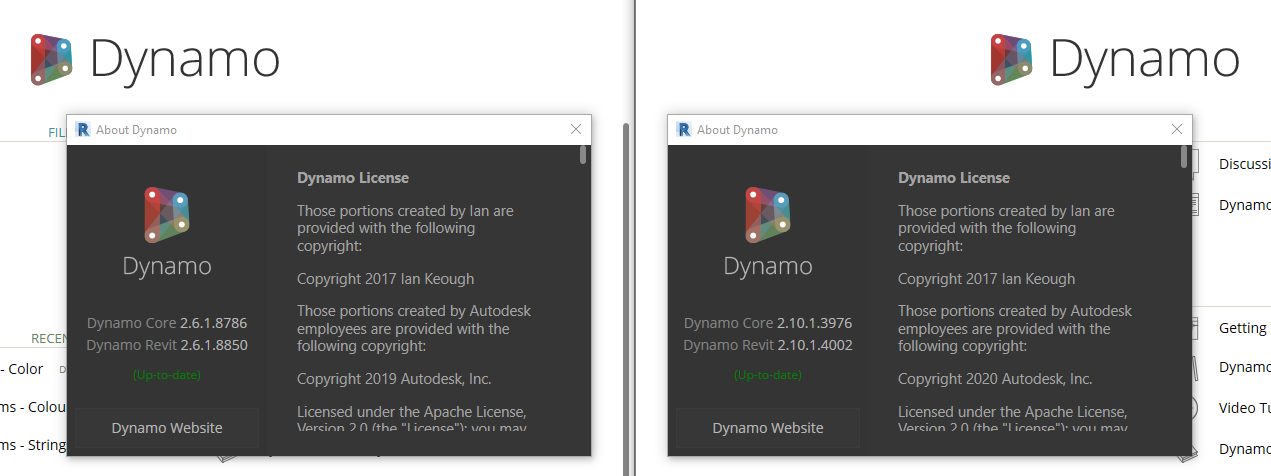 Dynamo
FIL
About Dynamo
Dynamo
Dynamo Core 2.6.1.8786
Dynamo Revit 2.6.1.8850
(Up-to-date)
Dynamo Website
Dynamo License
Those portions created by Ian are
provided with the following
copyright:
Copyright 2017 Ian Keough
Those portions created by Autodesk
employees are provided with the
following copyright:
Copyright 2019 Autodesk, Inc.
Licensed under the Apache License,
Version 2.0 (the "License"); you may
RECEN
- Color D
ms - Colou
ms - String
Dynamo
About Dynamo
Dynamo
Dynamo Core 2.10.1.3976
Dynamo Revit 2.10.1.4002
(Up-to-date)
Dynamo Website
Dynamo License
Those portions created by Ian are
provided with the following
copyright:
Copyright 2017 Ian Keough
Those portions created by Autodesk
employees are provided with the
following copyright:
Copyright 2020 Autodesk, Inc.
Licensed under the Apache License,
Version 2.0 (the "License"); you may
Discussi
Dynamo
Getting
Dynamo
Video Tu
Dynamo